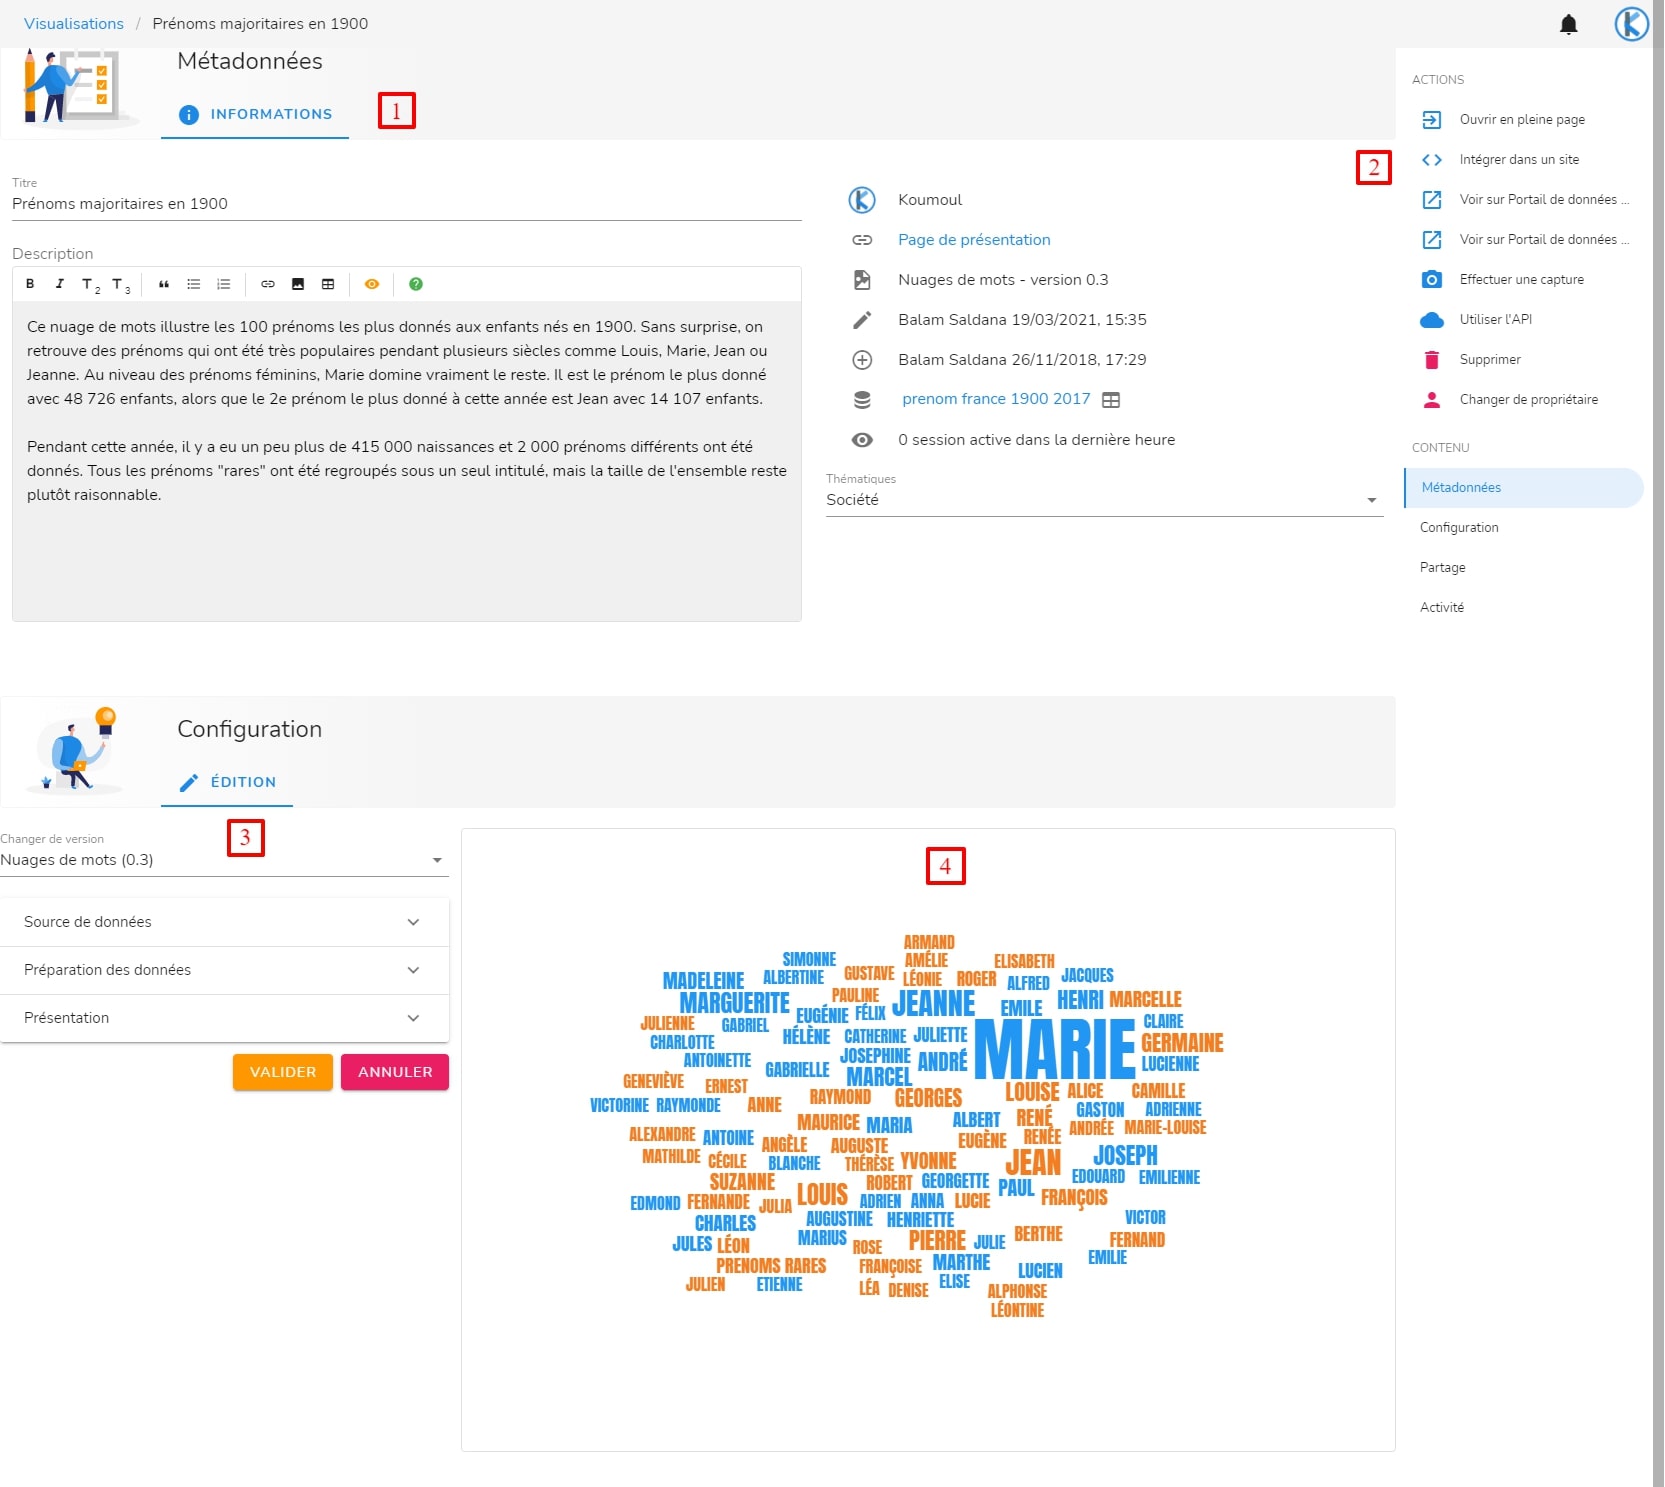 Visualisations / Prénoms majoritaires en 1900
Métadonnées
INFORMATIONS
1
2
Titre
Prénoms majoritaires en 1900
Description
B I T2 T3
Ce nuage de mots illustre les 100 prénoms les plus donnés aux enfants nés en 1900. Sans surprise, on
retrouve des prénoms qui ont été très populaires pendant plusieurs siècles comme Louis, Marie, Jean ou
Jeanne. Au niveau des prénoms féminins, Marie domine vraiment le reste. Il est le prénom le plus donné
avec 48 726 enfants, alors que le 2e prénom le plus donné à cette année est Jean avec 14 107 enfants.
Pendant cette année, il y a eu un peu plus de 415 000 naissances et 2 000 prénoms différents ont été
donnés. Tous les prénoms "rares" ont été regroupés sous un seul intitulé, mais la taille de l'ensemble reste
plutôt raisonnable.
Koumoul
Page de présentation
Nuages de mots - version 0.3
Balam Saldana 19/03/2021, 15:35
Balam Saldana 26/11/2018, 17:29
prenom france 1900 2017
0 session active dans la dernière heure
Thématiques
Société
ACTIONS
Ouvrir en pleine page
Intégrer dans un site
Voir sur Portail de données ...
Voir sur Portail de données ...
Effectuer une capture
Utiliser l'API
Supprimer
Changer de propriétaire
CONTENU
Métadonnées
Configuration
Partage
Activité
Configuration
ÉDITION
3
Changer de version
Nuages de mots (0.3)
Source de données
Préparation des données
Présentation
VALIDER ANNULER
4
ARMAND
SIMONNE AMÉLIE ELISABETH
MADELEINE ALBERTINE GUSTAVE LÉONIE ROGER ALFRED JACQUES
MARGUERITE PAULINE JEANNE EMILE HENRI MARCELLE
JULIENNE GABRIEL EUGÉNIE FÉLIX MARIE CLAIRE
CHARLOTTE HÉLÈNE CATHERINE JULIETTE GERMAINE
ANTOINETTE GABRIELLE JOSEPHINE ANDRÉ LUCIENNE
GENEVIÈVE ERNEST MARCEL LOUISE ALICE CAMILLE
VICTORINE RAYMONDE ANNE RAYMOND GEORGES GASTON ADRIENNE
MAURICE MARIA ALBERT RENÉ ANDRÉE MARIE-LOUISE
ALEXANDRE ANTOINE ANGÈLE AUGUSTE EUGÈNE RENÉE
MATHILDE CÉCILE BLANCHE THÉRÈSE YVONNE JEAN JOSEPH
SUZANNE ROBERT GEORGETTE PAUL EDOUARD EMILIENNE
EDMOND FERNANDE JULIA LOUIS ADRIEN ANNA LUCIE FRANÇOIS
CHARLES AUGUSTINE HENRIETTE VICTOR
JULES LÉON MARIUS ROSE PIERRE JULIE BERTHE FERNAND
PRENOMS RARES FRANÇOISE MARTHE LUCIEN EMILIE
JULIEN ETIENNE LÉA DENISE ELISE ALPHONSE
LÉONTINE